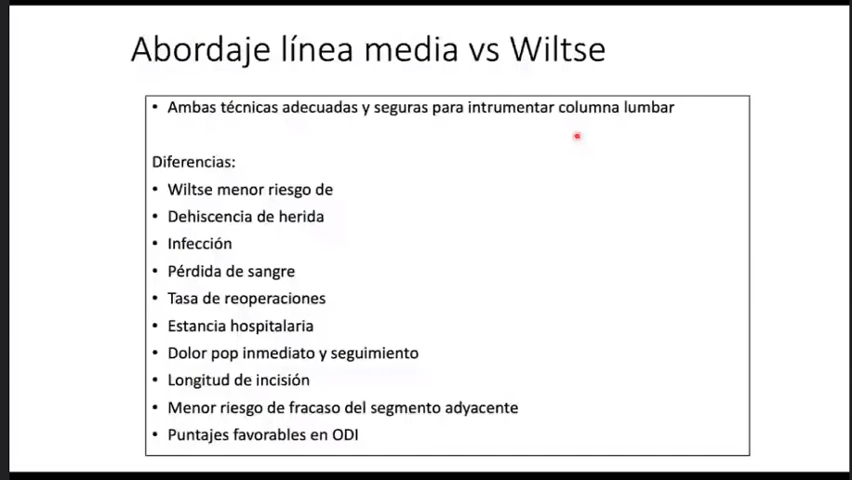 Abordaje línea media vs Wiltse
• Ambas técnicas adecuadas y seguras para intrumentar columna lumbar
Diferencias:
• Wiltse menor riesgo de
• Dehiscencia de herida
• Infección
• Pérdida de sangre
• Tasa de reoperaciones
• Estancia hospitalaria
• Dolor pop inmediato y seguimiento
• Longitud de incisión
• Menor riesgo de fracaso del segmento adyacente
• Puntajes favorables en ODI